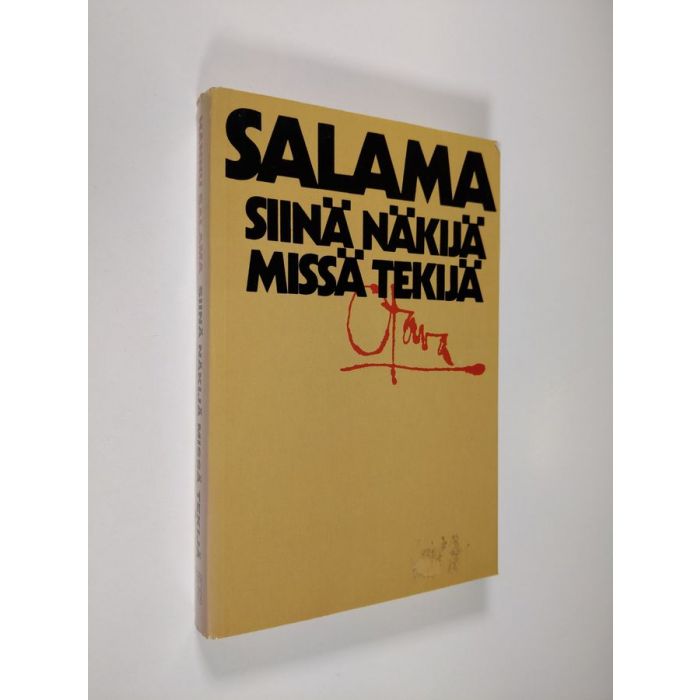 SALAMA
SIINÄ NÄKIJÄ
MISSÄ TEKIJÄ
Otava
HANNU SALAMA SIINÄ NÄKIJÄ MISSÄ TEKIJÄ